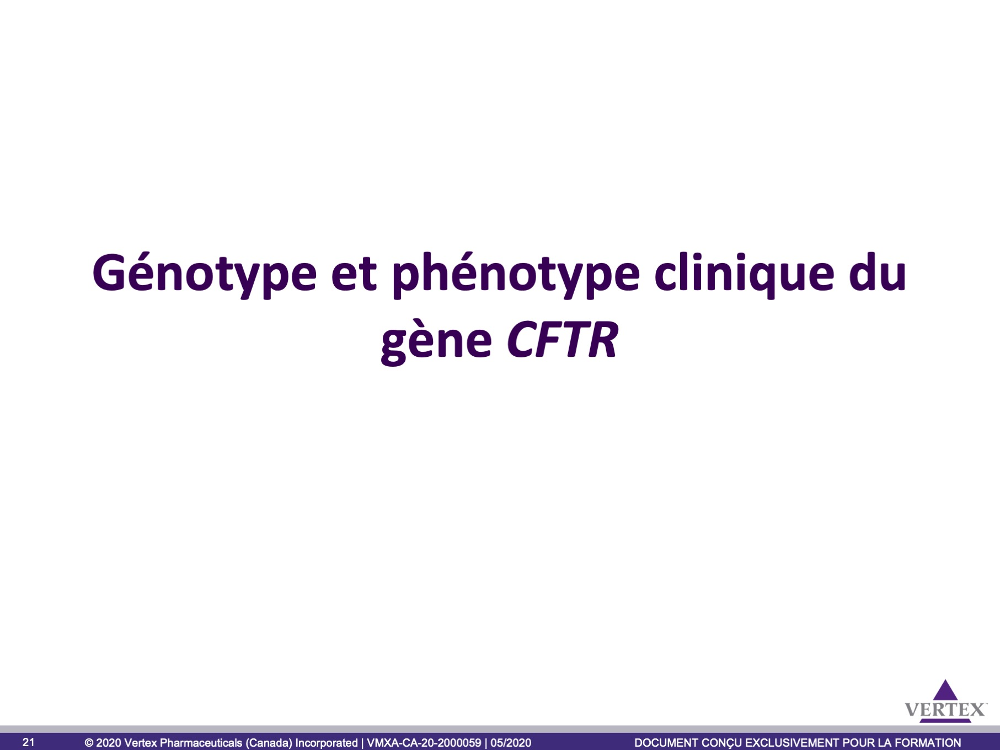 Génotype et phénotype clinique du
gène CFTR
VERTEX
21 © 2020 Vertex Pharmaceuticals (Canada) Incorporated | VMXA-CA-20-2000059 | 05/2020 DOCUMENT CONÇU EXCLUSIVEMENT POUR LA FORMATION